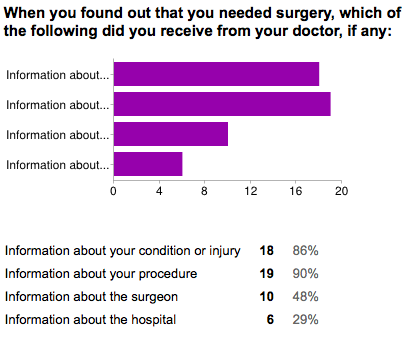 When you found out that you needed surgery, which of
the following did you receive from your doctor, if any:
Information about...
Information about...
Information about...
Information about...
0 4 8 12 16 20
Information about your condition or injury 18 86%
Information about your procedure 19 90%
Information about the surgeon 10 48%
Information about the hospital 6 29%